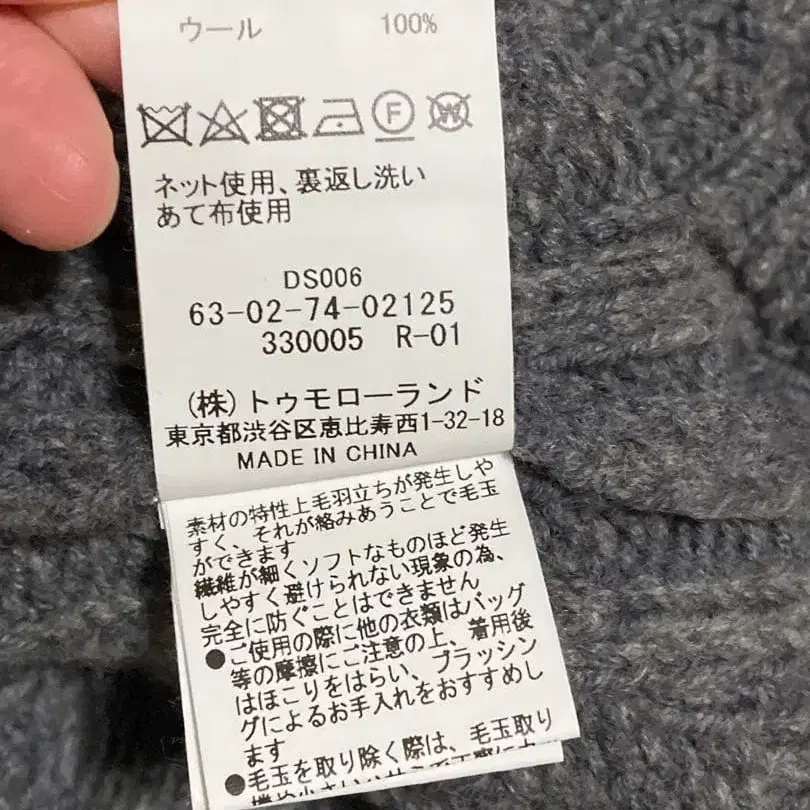 ウール 100%
F W
ネット使用、裏返し洗い
あて布使用
DS006
63-02-74-02125
330005 R-01
(株)トゥモローランド
東京都渋谷区恵比寿西1-32-18
MADE IN CHINA
素材の特性上毛羽立ちが発生しや
すく、それが絡みあうことで毛玉
ができます
繊維が細くソフトなものほど発生
しやすく避けられない現象の為、
完全に防ぐことはできません
●ご使用の際に他の衣類はバッグ
等の摩擦にご注意の上、着用後
はほこりをはらい、ブラッシン
グによるお手入れをおすすめし
ます
●毛玉を取り除く際は、毛玉取り